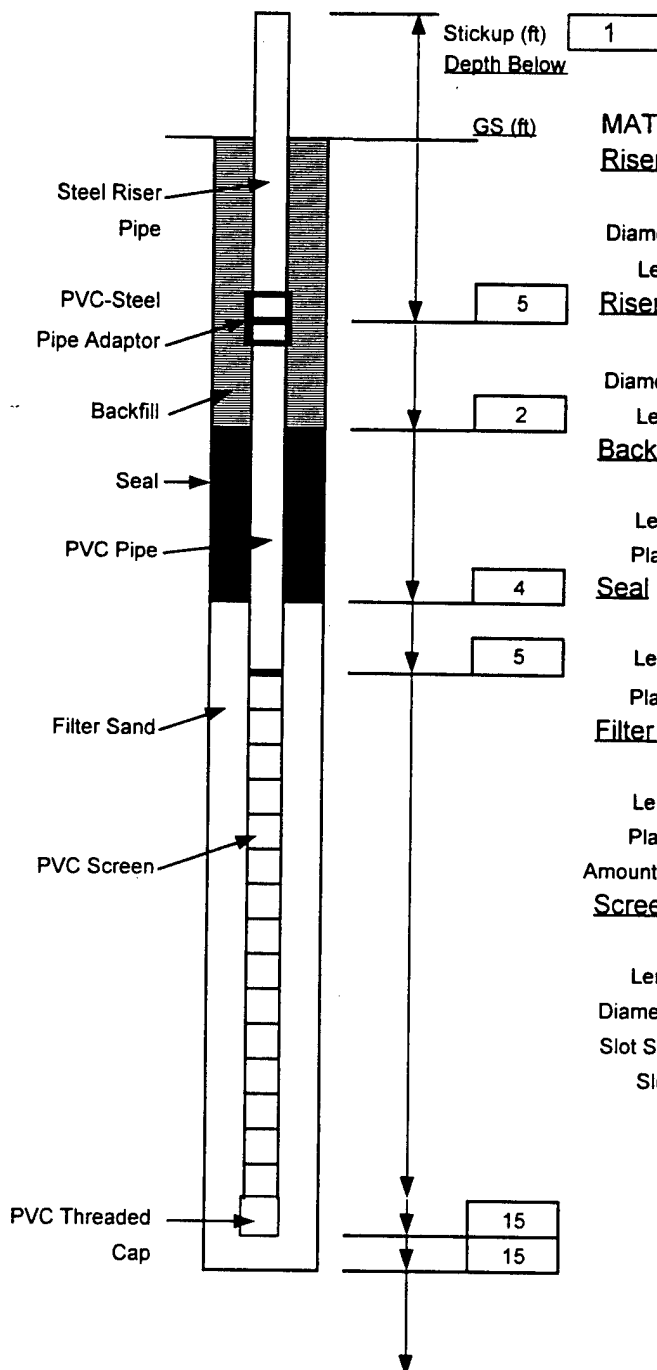 Stickup (ft) 1
Depth Below
GS (ft)
MAT
Riser
Steel Riser
Pipe
Diame
Le
PVC-Steel
5
Riser
Pipe Adaptor
Diame
Backfill
2
Le
Back
Seal
Le
PVC Pipe
Pla
4
Seal
5
Le
Pla
Filter Sand
Filter
Le
Pla
PVC Screen
Amount
Scree
Ler
Diame
Slot S
Slo
PVC Threaded
Cap
15
15